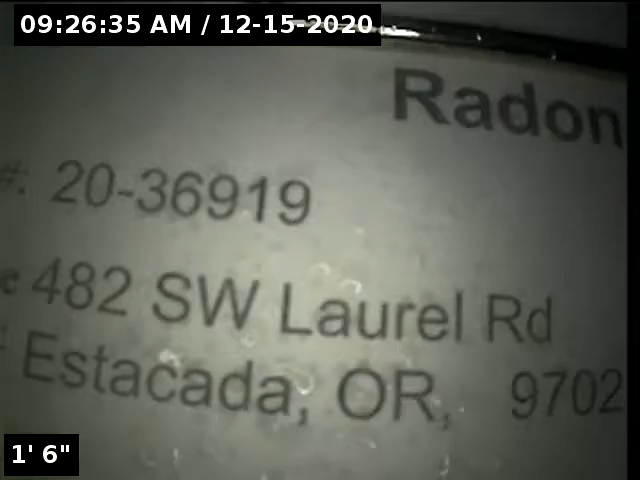 09:26:35 AM / 12-15-2020
Radon
#: 20-36919
e 482 SW Laurel Rd
: Estacada, OR, 9702
1' 6"